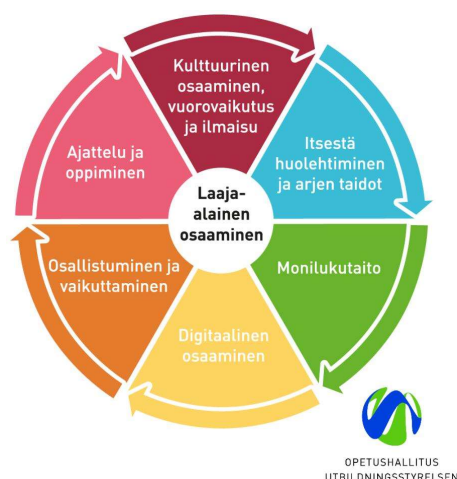 Kulttuurinen
osaaminen,
vuorovaikutus
ja ilmaisu
Itsestä
huolehtiminen
ja arjen taidot
Monilukutaito
Digitaalinen
osaaminen
Osallistuminen ja
vaikuttaminen
Ajattelu ja
oppiminen
Laaja-
alainen
osaaminen
OPETUSHALLITUS
UTBILDNINGSSTYRELSEN